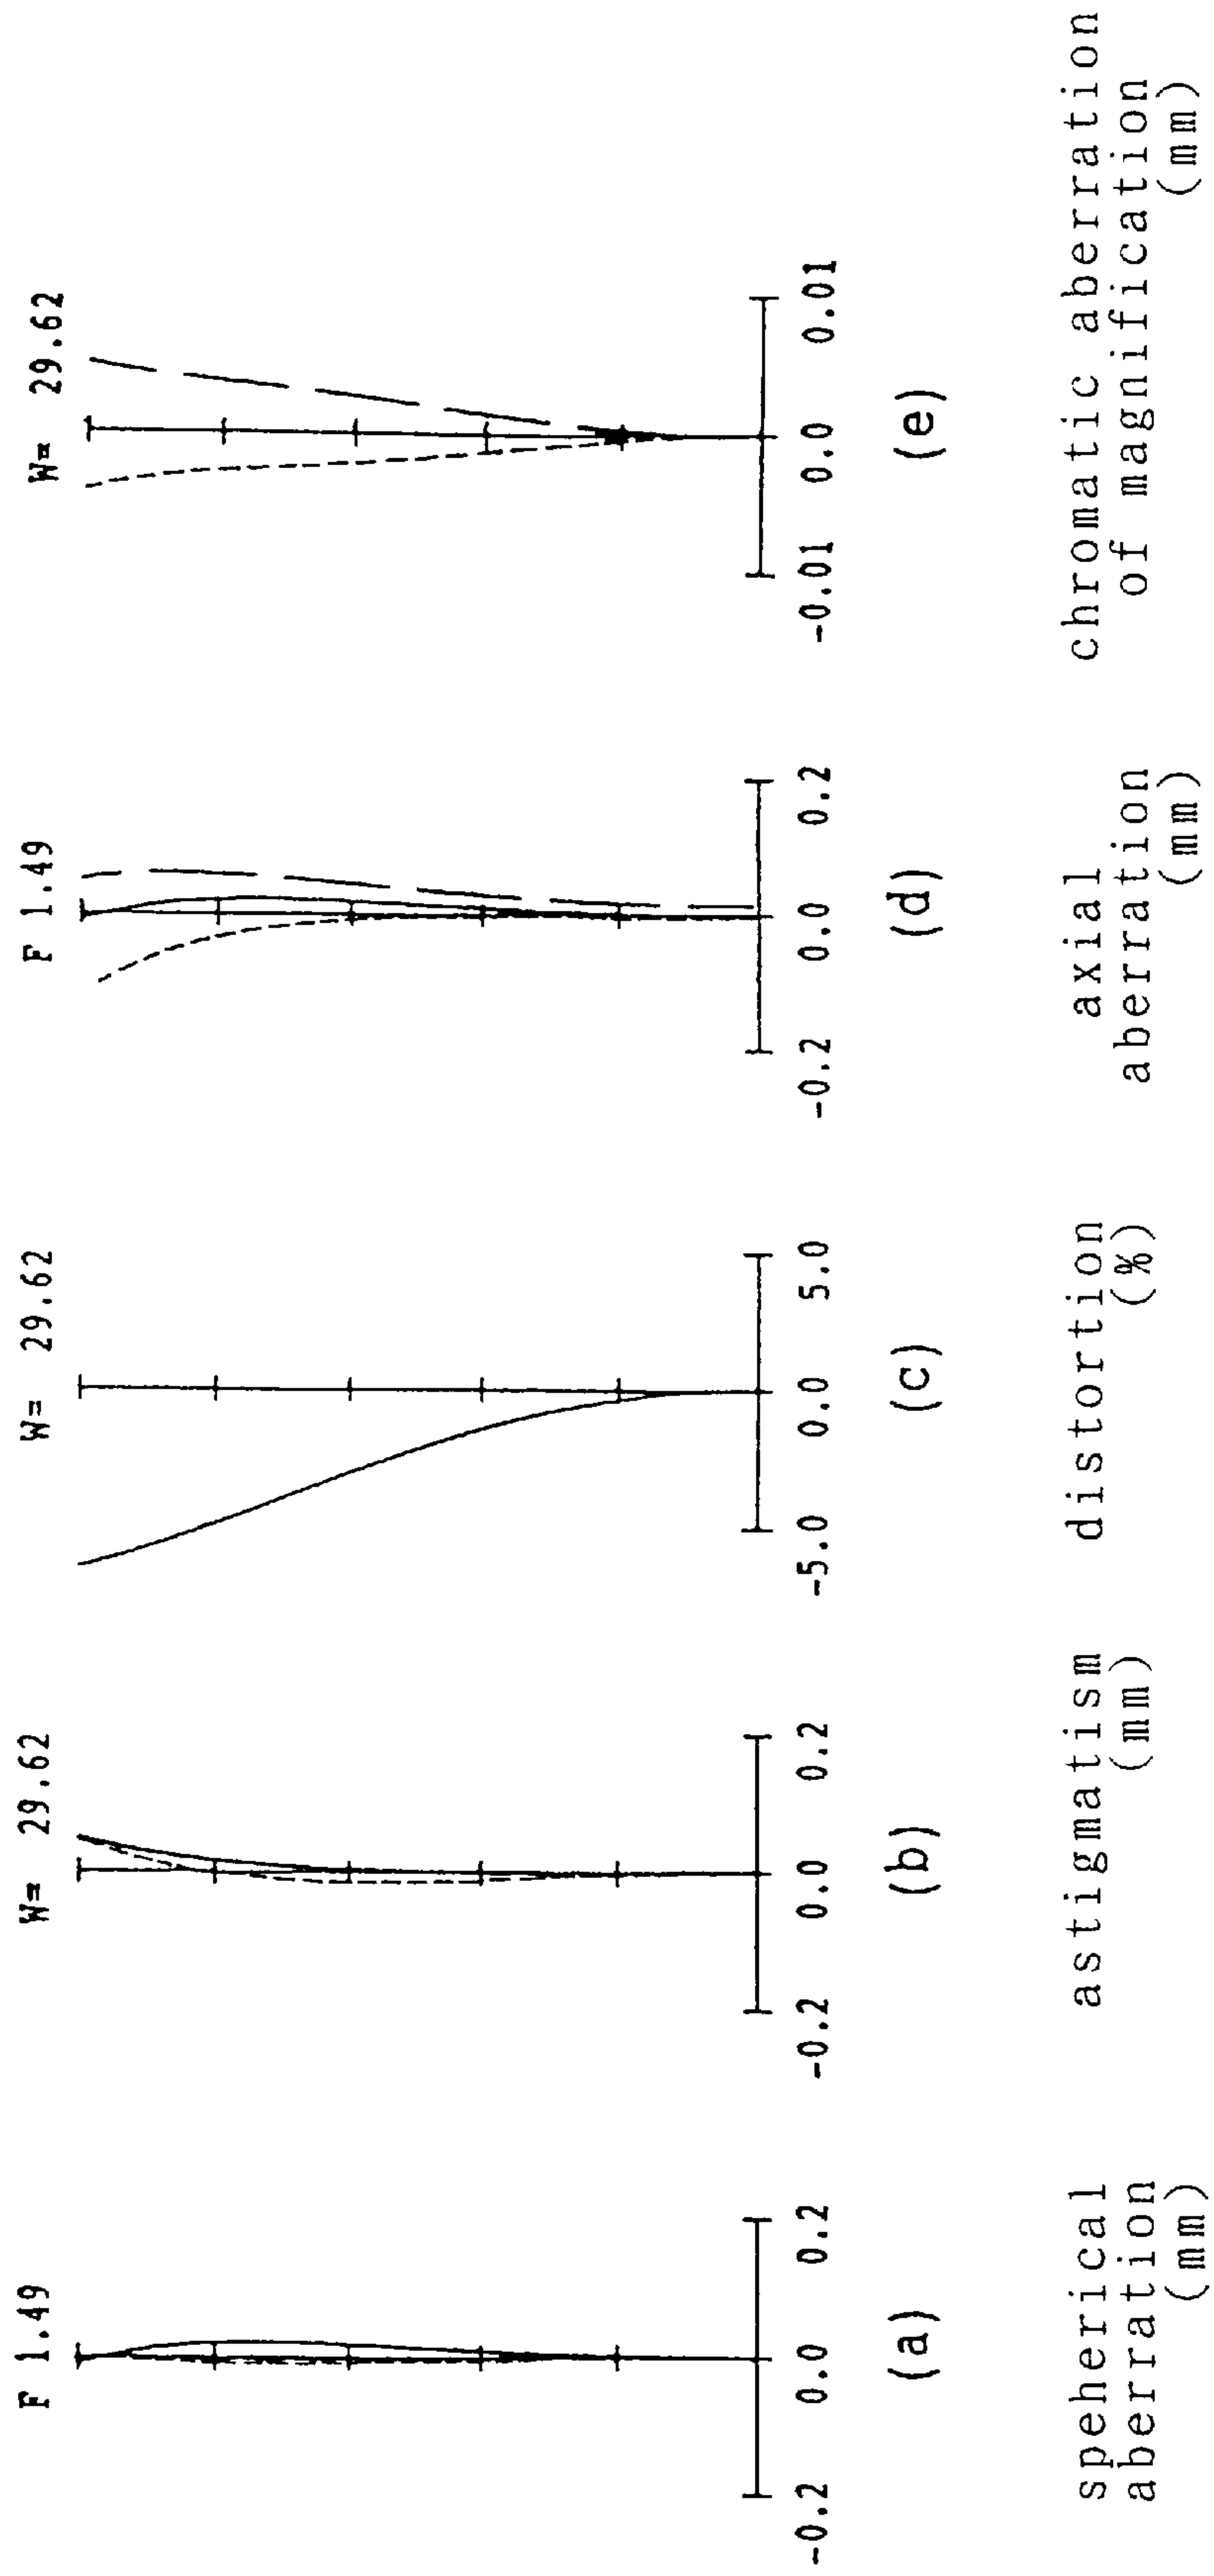 F 1.49
-0.2 0.0 0.2
(a)
speherical
aberration
(mm)
W= 29.62
-0.2 0.0 0.2
(b)
astigmatism
(mm)
W= 29.62
-5.0 0.0 5.0
(c)
distortion
(%)
F 1.49
-0.2 0.0 0.2
(d)
axial
aberration
(mm)
W= 29.62
-0.01 0.0 0.01
(e)
chromatic aberration
of magnification
(mm)